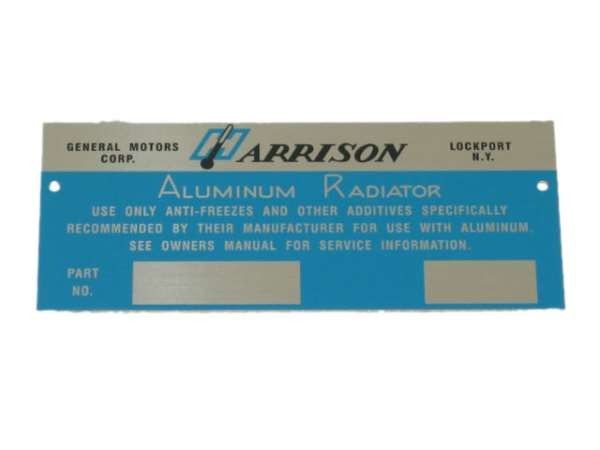 GENERAL MOTORS
CORP.
HARRISON
LOCKPORT
N.Y.
ALUMINUM RADIATOR
USE ONLY ANTI-FREEZES AND OTHER ADDITIVES SPECIFICALLY
RECOMMENDED BY THEIR MANUFACTURER FOR USE WITH ALUMINUM.
SEE OWNERS MANUAL FOR SERVICE INFORMATION.
PART
NO.